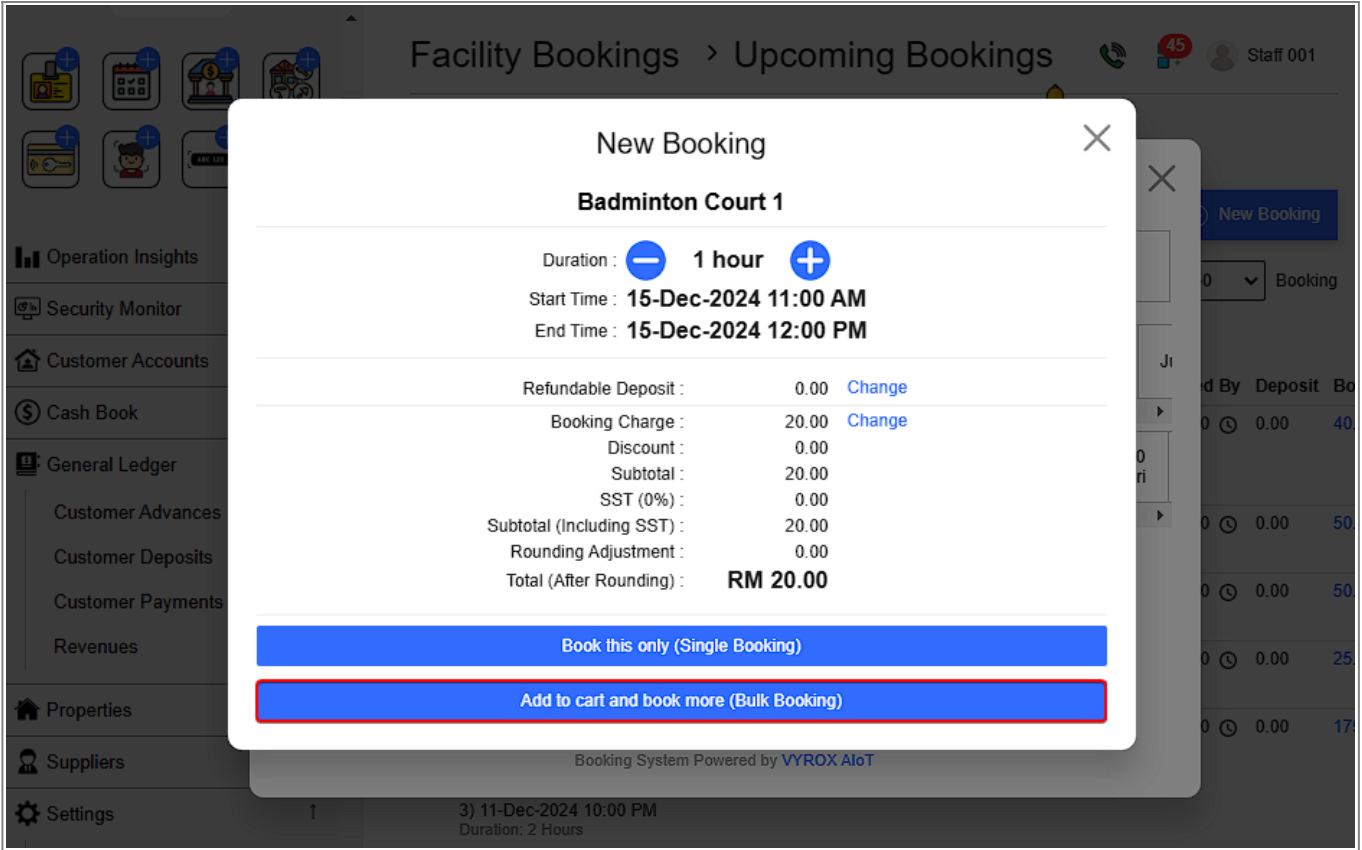 Facility Bookings > Upcoming Bookings
45
Staff 001
New Booking
Badminton Court 1
New Booking
Duration : 1 hour
Start Time : 15-Dec-2024 11:00 AM
End Time : 15-Dec-2024 12:00 PM
Refundable Deposit : 0.00 Change
Booking Charge : 20.00 Change
Discount : 0.00
Subtotal : 20.00
SST (0%) : 0.00
Subtotal (Including SST) : 20.00
Rounding Adjustment : 0.00
Total (After Rounding) : RM 20.00
Book this only (Single Booking)
Add to cart and book more (Bulk Booking)
Booking System Powered by VYROX AIoT
3) 11-Dec-2024 10:00 PM
Duration: 2 Hours
Operation Insights
Security Monitor
Customer Accounts
Cash Book
General Ledger
Customer Advances
Customer Deposits
Customer Payments
Revenues
Properties
Suppliers
Settings
Booking
By Deposit
0.00
0.00 50.
0.00 50.
0.00 25.
0.00